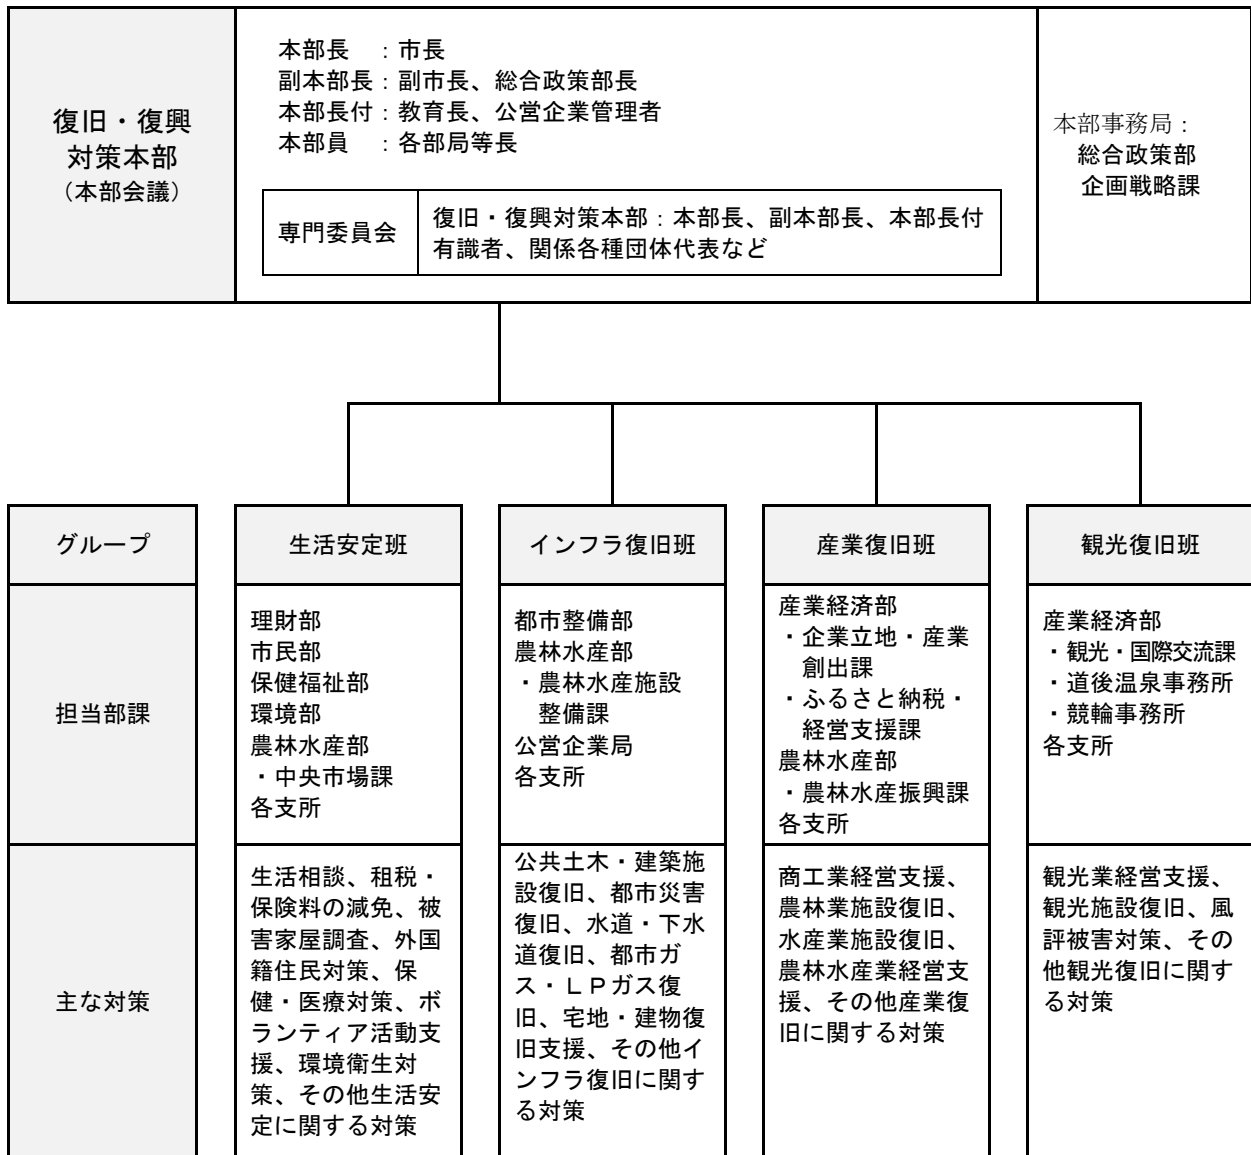 復旧・復興
対策本部
（本部会議）
本部長　：市長
副本部長：副市長、総合政策部長
本部長付：教育長、公営企業管理者
本部員　：各部局等長
専門委員会
復旧・復興対策本部：本部長、副本部長、本部長付
有識者、関係各種団体代表など
本部事務局：
総合政策部
企画戦略課
グループ
生活安定班
インフラ復旧班
産業復旧班
観光復旧班
担当部課
理財部
市民部
保健福祉部
環境部
農林水産部
・中央市場課
各支所
都市整備部
農林水産部
・農林水産施設
整備課
公営企業局
各支所
産業経済部
・企業立地・産業
創出課
・ふるさと納税・
経営支援課
農林水産部
・農林水産振興課
各支所
産業経済部
・観光・国際交流課
・道後温泉事務所
・競輪事務所
各支所
主な対策
生活相談、租税・
保険料の減免、被
害家屋調査、外国
籍住民対策、保
健・医療対策、ボ
ランティア活動支
援、環境衛生対
策、その他生活安
定に関する対策
公共土木・建築施
設復旧、都市災害
復旧、水道・下水
道復旧、都市ガ
ス・ＬＰガス復
旧、宅地・建物復
旧支援、その他イ
ンフラ復旧に関す
る対策
商工業経営支援、
農林業施設復旧、
水産業施設復旧、
農林水産業経営支
援、その他産業復
旧に関する対策
観光業経営支援、
観光施設復旧、風
評被害対策、その
他観光復旧に関す
る対策